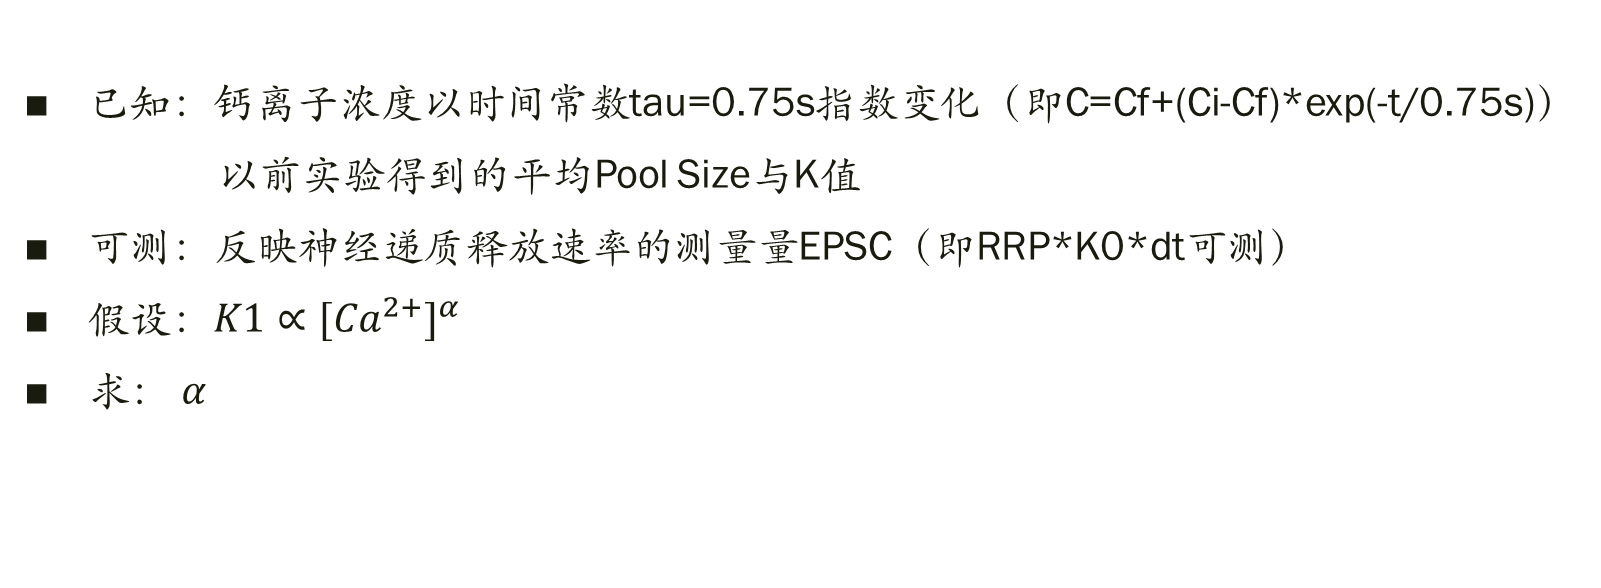 ■ 已知：钙离子浓度以时间常数tau=0.75s指数变化（即C=Cf+(Ci-Cf)*exp(-t/0.75s)）
以前实验得到的平均Pool Size与K值
■ 可测：反映神经递质释放速率的测量量EPSC（即RRP*K0*dt可测）
■ 假设：K1 ∝ [Ca²⁺]^α
■ 求： α